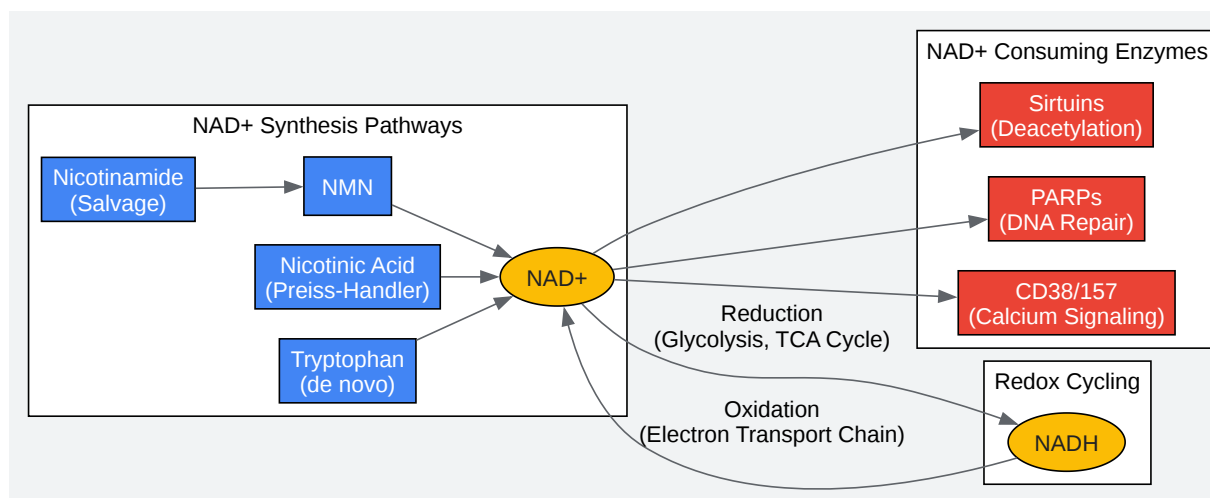 NAD+ Synthesis Pathways
Nicotinamide
(Salvage)
NMN
Nicotinic Acid
(Preiss-Handler)
Tryptophan
(de novo)
NAD+
Reduction
(Glycolysis, TCA Cycle)
Oxidation
(Electron Transport Chain)
NAD+ Consuming Enzymes
Sirtuins
(Deacetylation)
PARPs
(DNA Repair)
CD38/157
(Calcium Signaling)
Redox Cycling
NADH